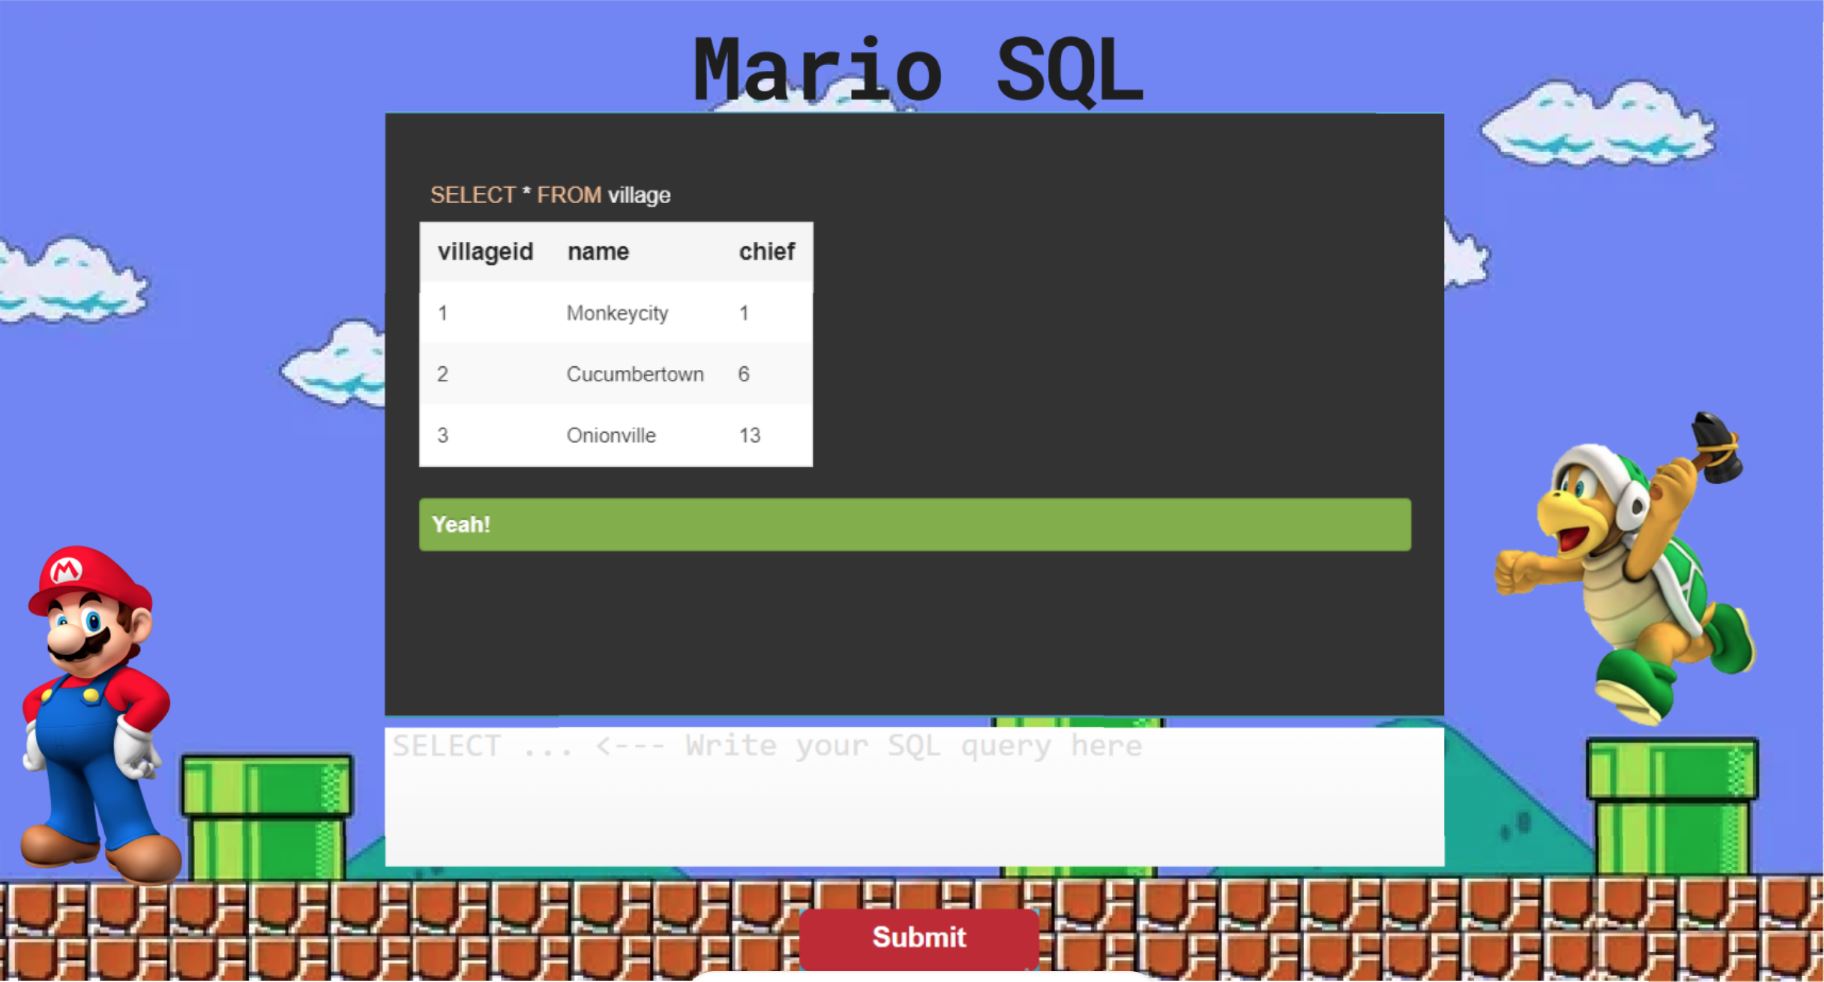 Mario SQL
SELECT * FROM village
villageid name chief
1 Monkeycity 1
2 Cucumbertown 6
3 Onionville 13
Yeah!
M
SELECT ... <--- Write your SQL query here
Submit